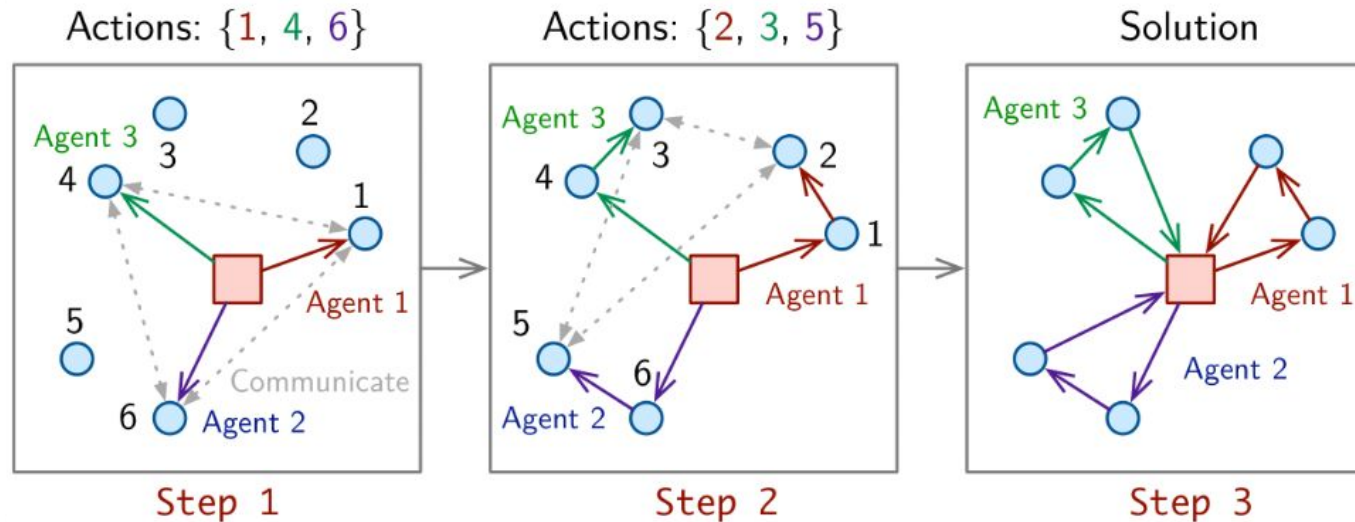 Actions: {1, 4, 6}
Actions: {2, 3, 5}
Solution
Agent 3
3
2
4
1
Agent 1
5
Communicate
6
Agent 2
Step 1
Agent 3
3
2
4
1
Agent 1
5
6
Agent 2
Step 2
Agent 3
Agent 1
Agent 2
Step 3